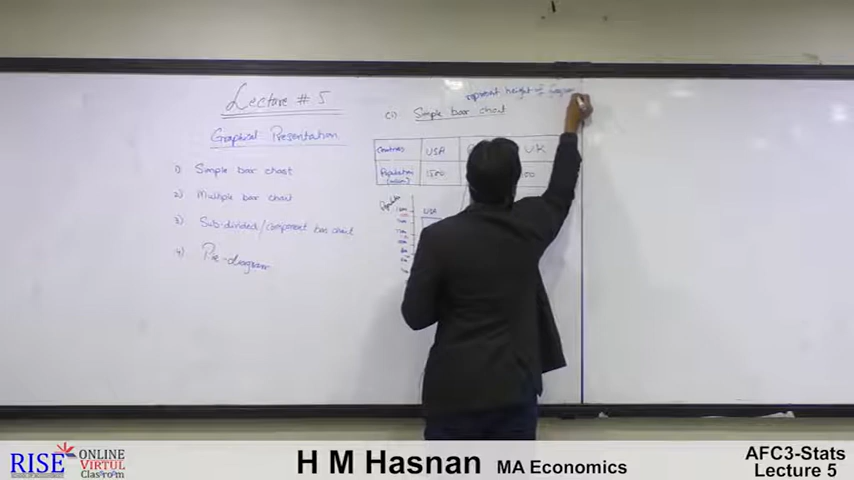 Lecture # 5
Graphical Presentation
1) Simple bar chart
2) Multiple bar chart
3) Sub-divided/component bar chart
4) Pie-diagram
represent height of
(i) Simple bar chart
Countries USA UK
Population 1500
Population
USA
RISE ONLINE VIRTUL Classroom
H M Hasnan MA Economics
AFC3-Stats
Lecture 5